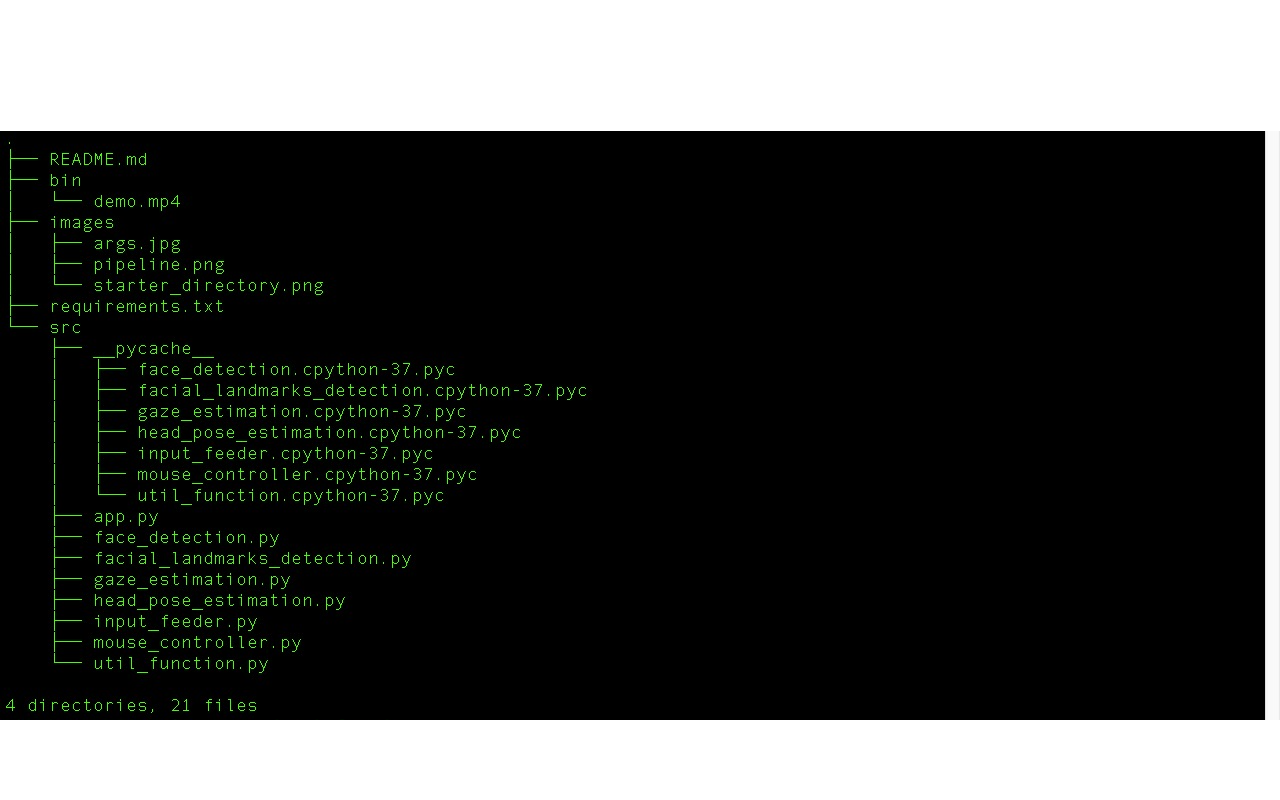 .
├── README.md
├── bin
│   └── demo.mp4
├── images
│   ├── args.jpg
│   ├── pipeline.png
│   └── starter_directory.png
├── requirements.txt
└── src
    ├── __pycache__
    │   ├── face_detection.cpython-37.pyc
    │   ├── facial_landmarks_detection.cpython-37.pyc
    │   ├── gaze_estimation.cpython-37.pyc
    │   ├── head_pose_estimation.cpython-37.pyc
    │   ├── input_feeder.cpython-37.pyc
    │   ├── mouse_controller.cpython-37.pyc
    │   └── util_function.cpython-37.pyc
    ├── app.py
    ├── face_detection.py
    ├── facial_landmarks_detection.py
    ├── gaze_estimation.py
    ├── head_pose_estimation.py
    ├── input_feeder.py
    ├── mouse_controller.py
    └── util_function.py

4 directories, 21 files